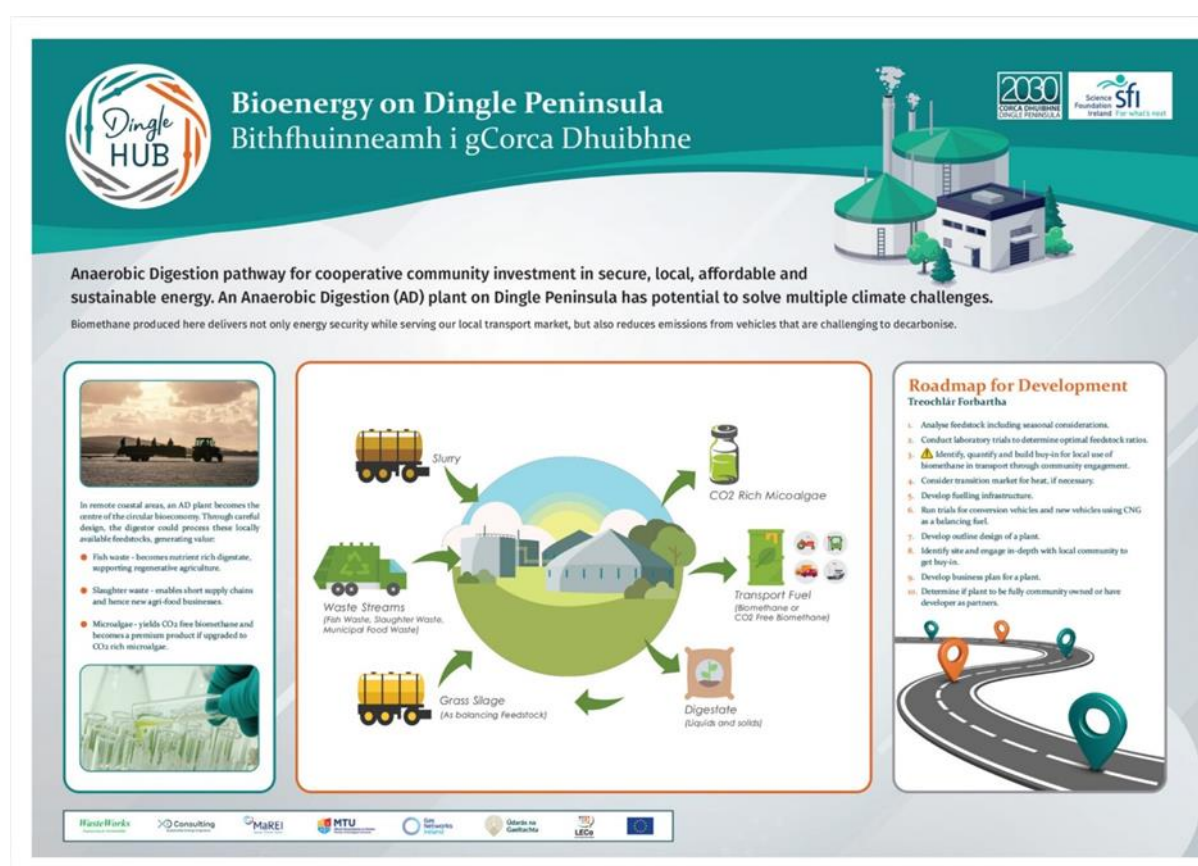 Dingle
HUB
Bioenergy on Dingle Peninsula
Bithfhuinneamh i gCorca Dhuibhne
2030
CORCA DHUIBHNE
DINGLE PENINSULA
Science
Foundation
Ireland
sfi
For what's next
Anaerobic Digestion pathway for cooperative community investment in secure, local, affordable and
sustainable energy. An Anaerobic Digestion (AD) plant on Dingle Peninsula has potential to solve multiple climate challenges.
Biomethane produced here delivers not only energy security while serving our local transport market, but also reduces emissions from vehicles that are challenging to decarbonise.
In remote coastal areas, an AD plant becomes the
centre of the circular bioeconomy. Through careful
design, the digestor could process these locally
available feedstocks, generating value:
Fish waste - becomes nutrient rich digestate,
supporting regenerative agriculture.
Slaughter waste - enables short supply chains
and hence new agri-food businesses.
Microalgae - yields CO2 free biomethane and
becomes a premium product if upgraded to
CO2 rich microalgae.
Slurry
Waste Streams
(Fish Waste, Slaughter Waste,
Municipal Food Waste)
Grass Silage
(As balancing Feedstock)
CO2 Rich Micoalgae
Transport Fuel
(Biomethane or
CO2 Free Biomethane)
Digestate
(Liquids and solids)
Roadmap for Development
Treochlár Forbartha
1. Analyse feedstock including seasonal considerations.
2. Conduct laboratory trials to determine optimal feedstock ratios.
3. Identify, quantify and build buy-in for local use of
biomethane in transport through community engagement.
4. Consider transition market for heat, if necessary.
5. Develop fuelling infrastructure.
6. Run trials for conversion vehicles and new vehicles using CNG
as a balancing fuel.
7. Develop outline design of a plant.
8. Identify site and engage in-depth with local community to
get buy-in.
9. Develop business plan for a plant.
10. Determine if plant to be fully community owned or have
developer as partners.
WasteWorks
XD Consulting
MaREI
MTU
Gas
Networks
Ireland
Údarás na
Gaeltachta
LECo